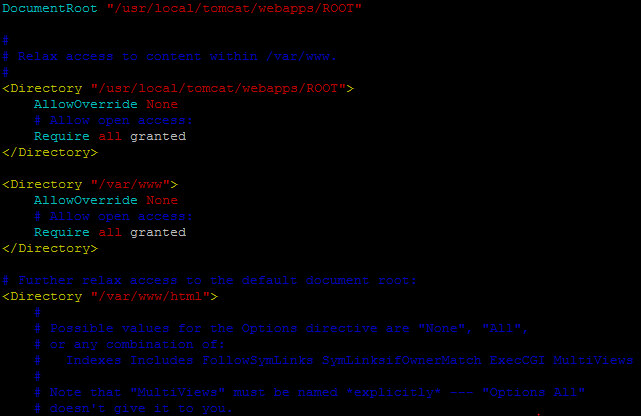 DocumentRoot "/usr/local/tomcat/webapps/ROOT"
#
# Relax access to content within /var/www.
#
<Directory "/usr/local/tomcat/webapps/ROOT">
    AllowOverride None
    # Allow open access:
    Require all granted
</Directory>
<Directory "/var/www">
    AllowOverride None
    # Allow open access:
    Require all granted
</Directory>
# Further relax access to the default document root:
<Directory "/var/www/html">
    #
    # Possible values for the Options directive are "None", "All",
    # or any combination of:
    #   Indexes Includes FollowSymLinks SymLinksifOwnerMatch ExecCGI MultiViews
    #
    # Note that "MultiViews" must be named *explicitly* --- "Options All"
    # doesn't give it to you.